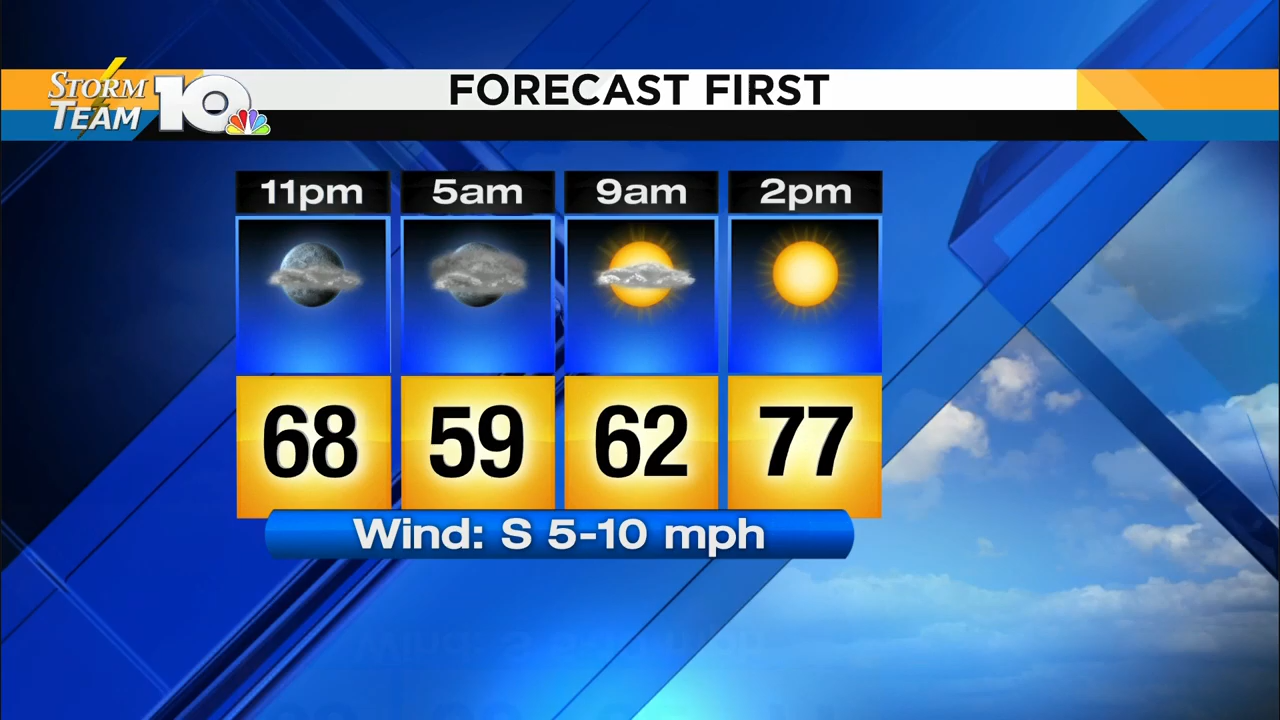 FORECAST FIRST
STORM
TEAM
10
11pm 5am 9am 2pm
68 59 62 77
Wind: S 5-10 mph